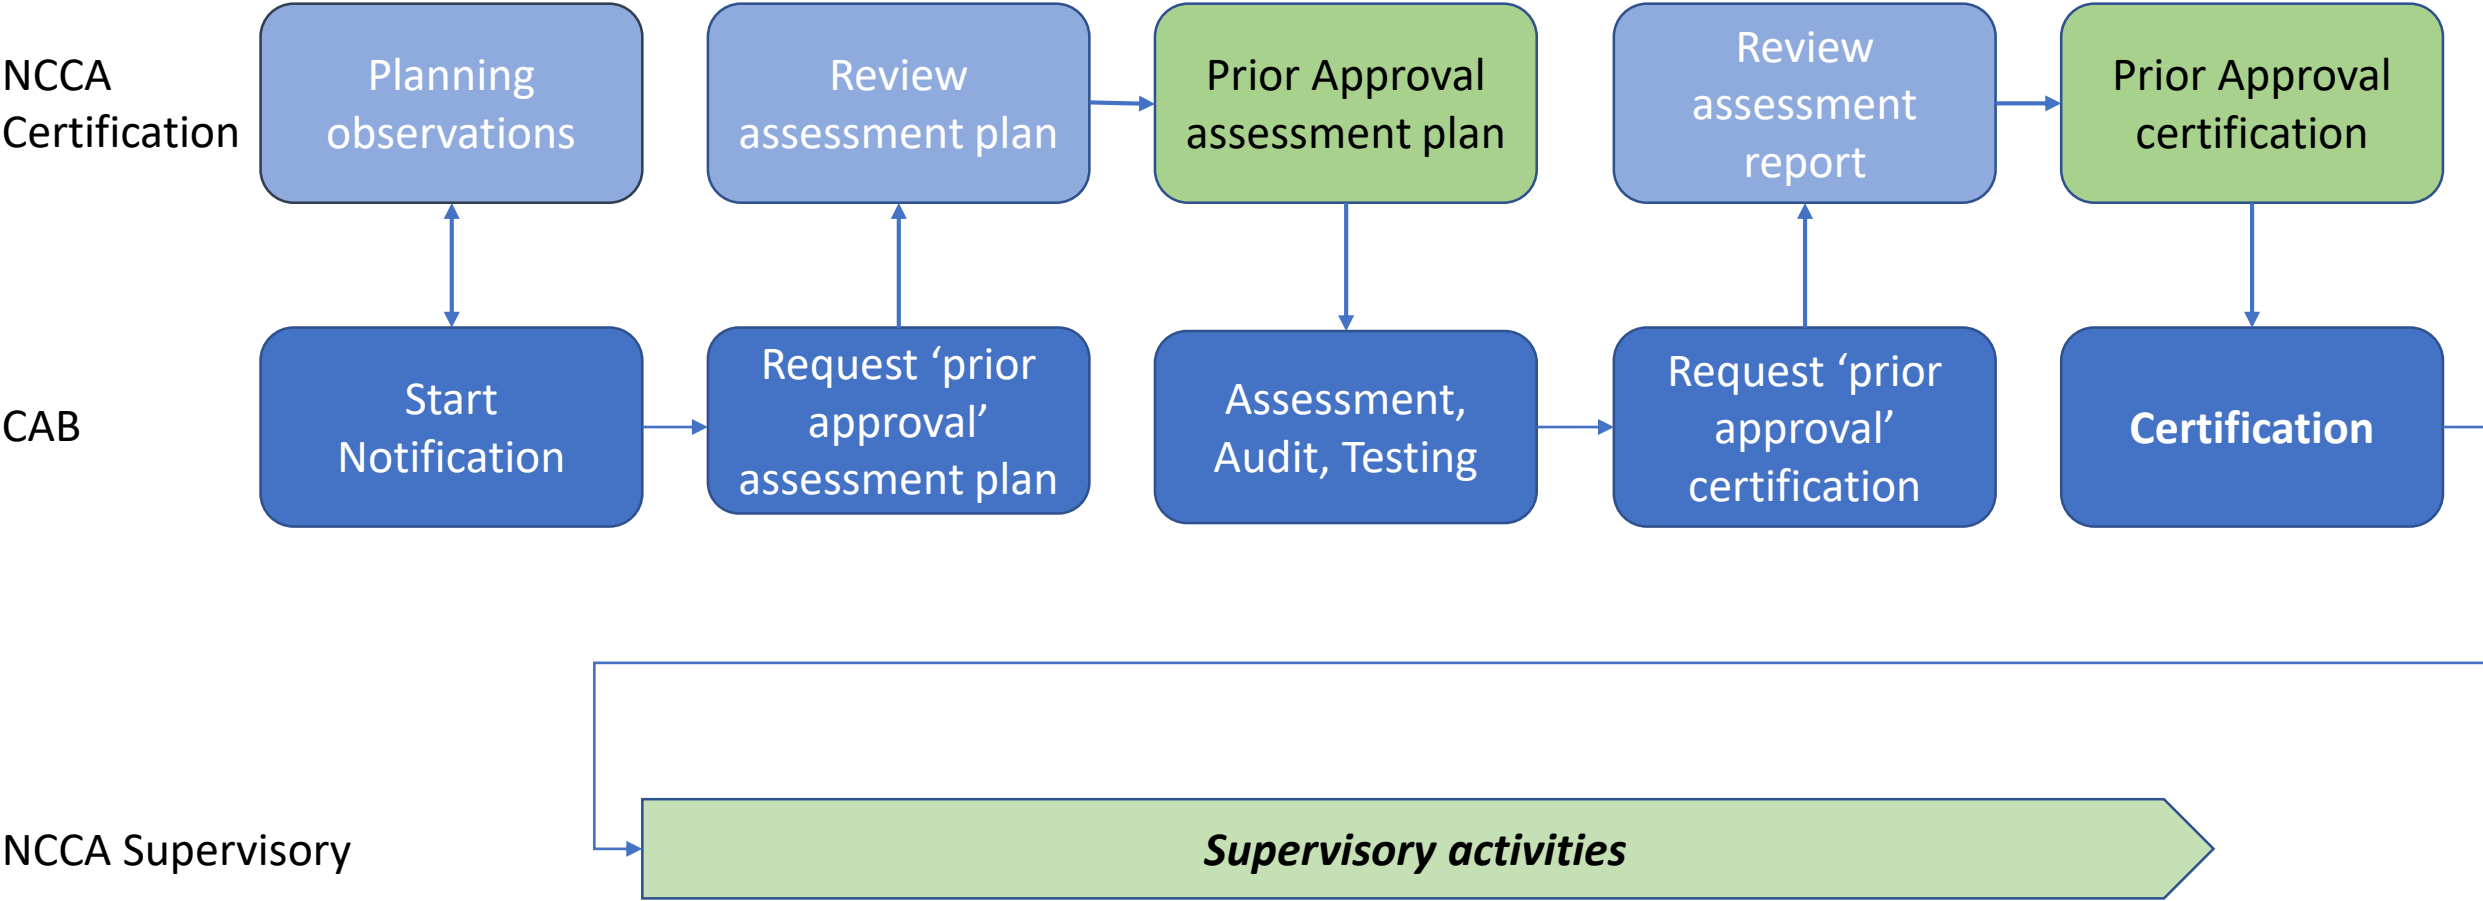 NCCA
Certification
Planning
observations
Review
assessment plan
Prior Approval
assessment plan
Review
assessment
report
Prior Approval
certification
CAB
Start
Notification
Request ‘prior
approval’
assessment plan
Assessment,
Audit, Testing
Request ‘prior
approval’
certification
Certification
NCCA Supervisory
Supervisory activities